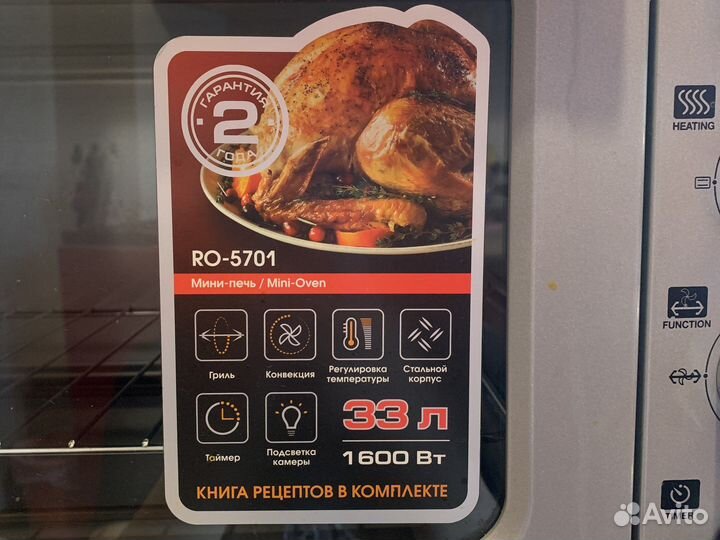 ГАРАНТИЯ
2
ГОДА
RO-5701
Мини-печь / Mini-Oven
Гриль
Конвекция
Регулировка
температуры
Стальной
корпус
Таймер
Подсветка
камеры
33 л
1600 Вт
КНИГА РЕЦЕПТОВ В КОМПЛЕКТЕ
HEATING
FUNCTION
TIMER
Avito